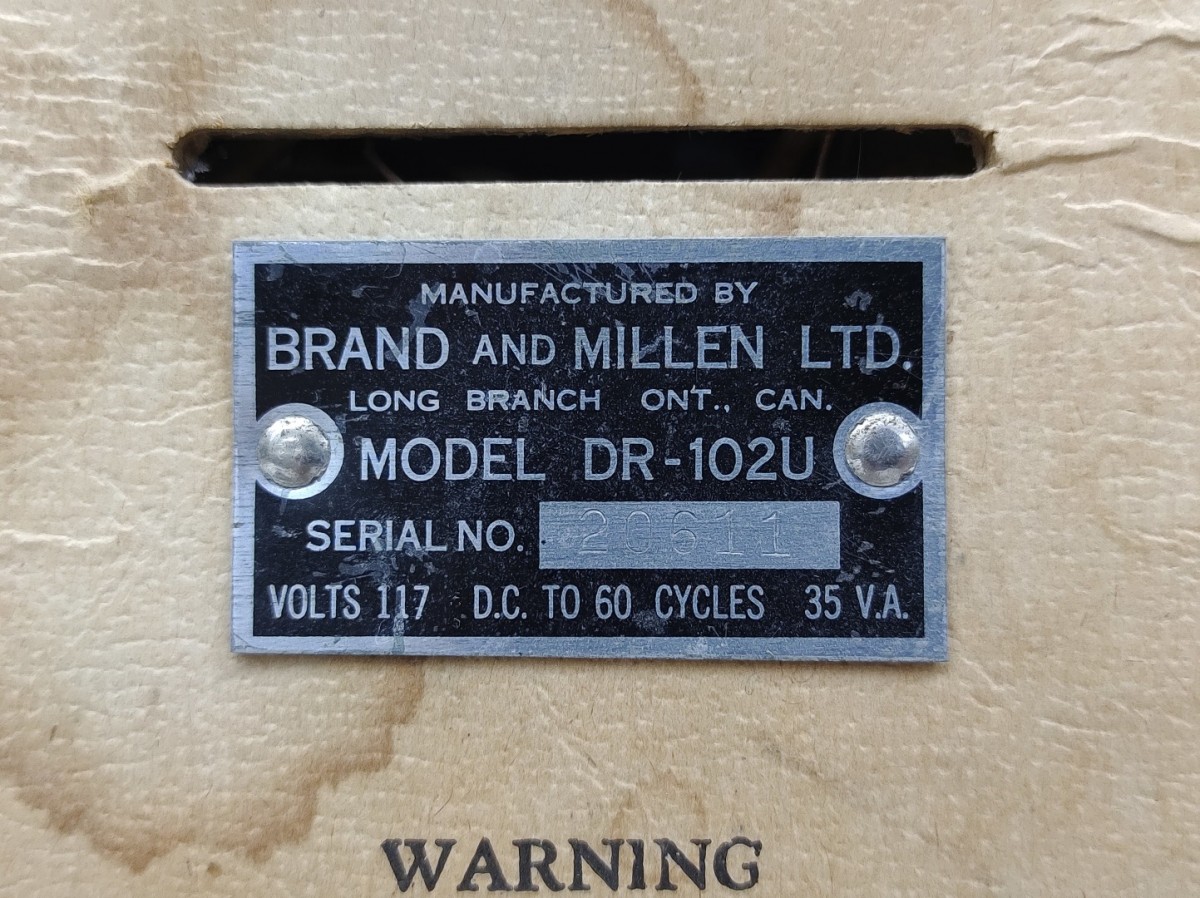 MANUFACTURED BY
BRAND AND MILLEN LTD.
LONG BRANCH ONT., CAN.
MODEL DR-102U
SERIAL NO. 20611
VOLTS 117 D.C. TO 60 CYCLES 35 V.A.
WARNING